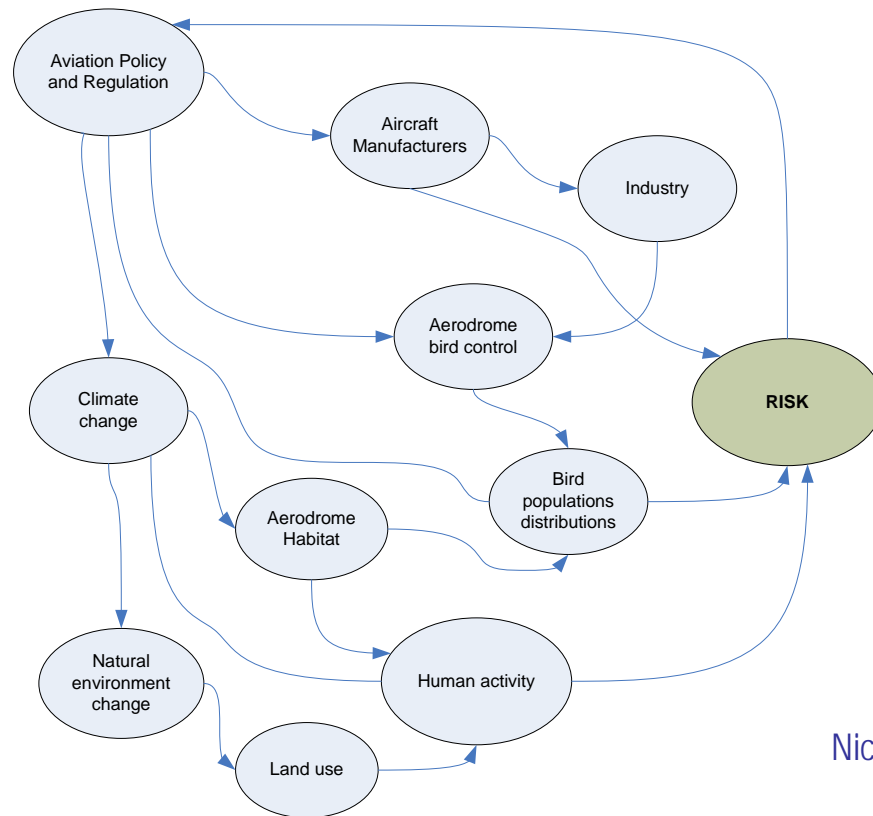 Aviation Policy
and Regulation
Aircraft
Manufacturers
Industry
Aerodrome
bird control
RISK
Climate
change
Bird
populations
distributions
Aerodrome
Habitat
Natural
environment
change
Human activity
Land use
Nic